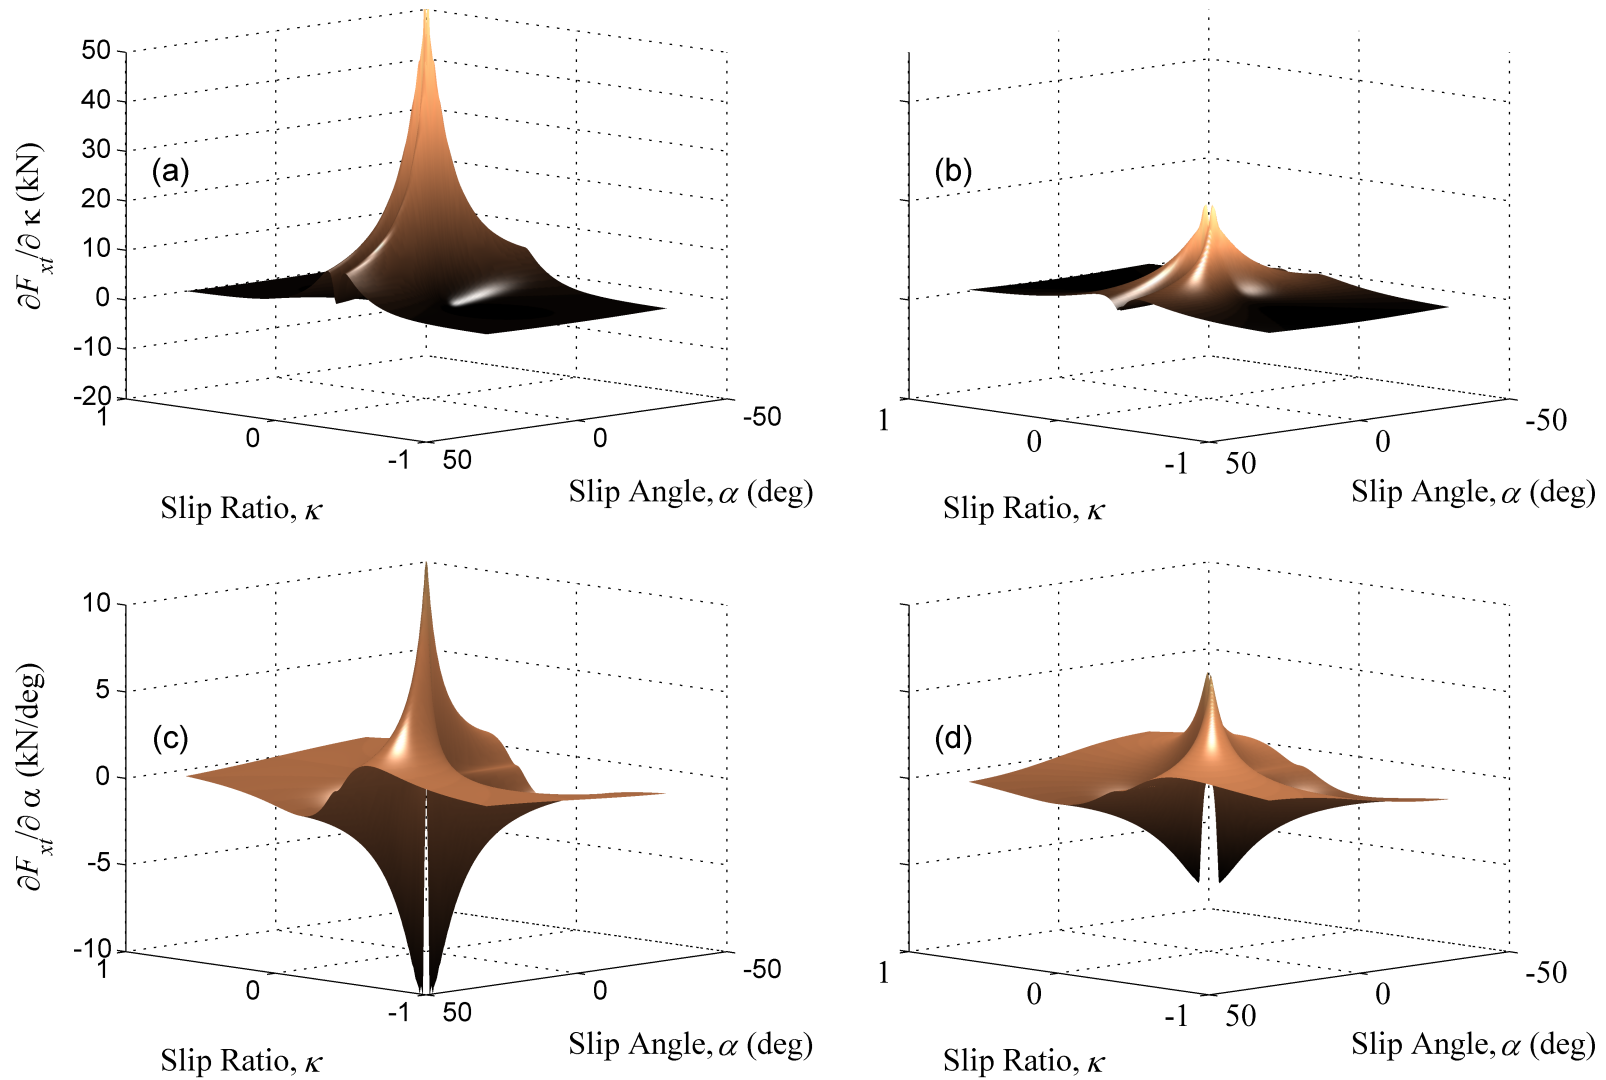 50
40
30
20
10
0
-10
-20
∂F_xt/∂ κ (kN)
(a)
1
0
-1
50
0
-50
Slip Ratio, κ
Slip Angle, α (deg)
(b)
1
0
-1
50
0
-50
Slip Ratio, κ
Slip Angle, α (deg)
10
5
0
-5
-10
∂F_xt/∂ α (kN/deg)
(c)
1
0
-1
50
0
-50
Slip Ratio, κ
Slip Angle, α (deg)
(d)
1
0
-1
50
0
-50
Slip Ratio, κ
Slip Angle, α (deg)